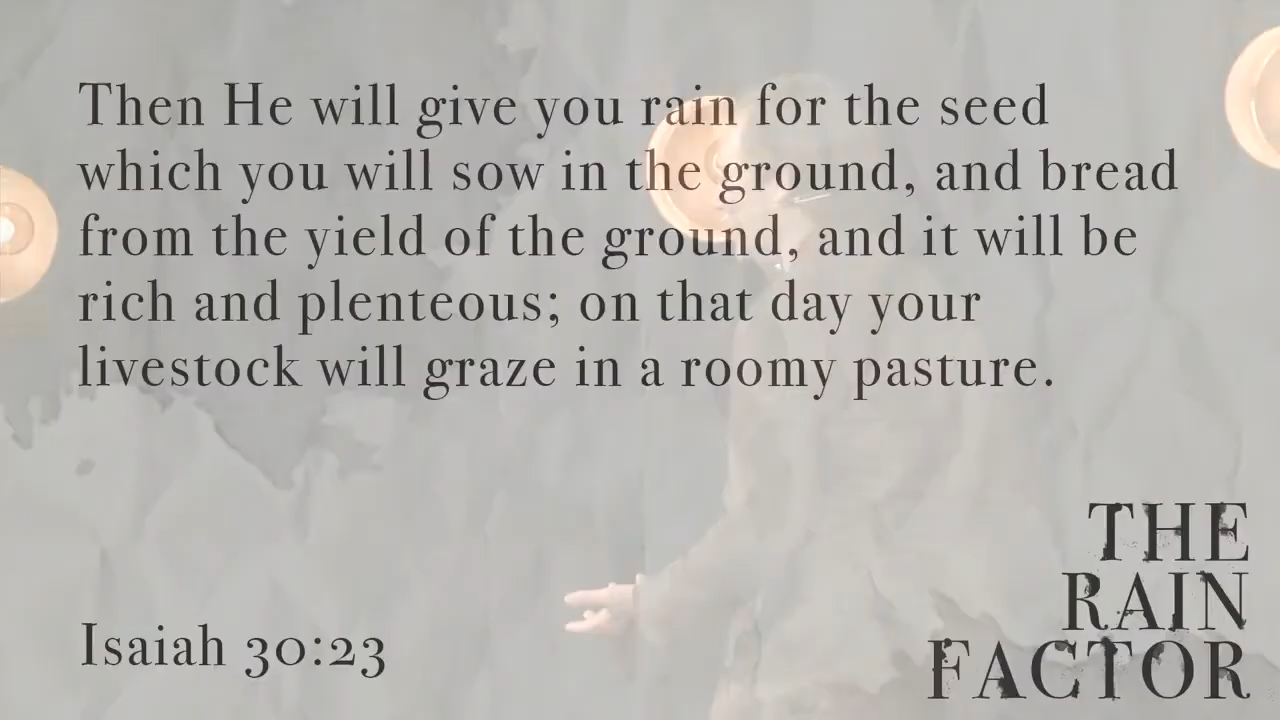 Then He will give you rain for the seed
which you will sow in the ground, and bread
from the yield of the ground, and it will be
rich and plenteous; on that day your
livestock will graze in a roomy pasture.
Isaiah 30:23
THE
RAIN
FACTOR